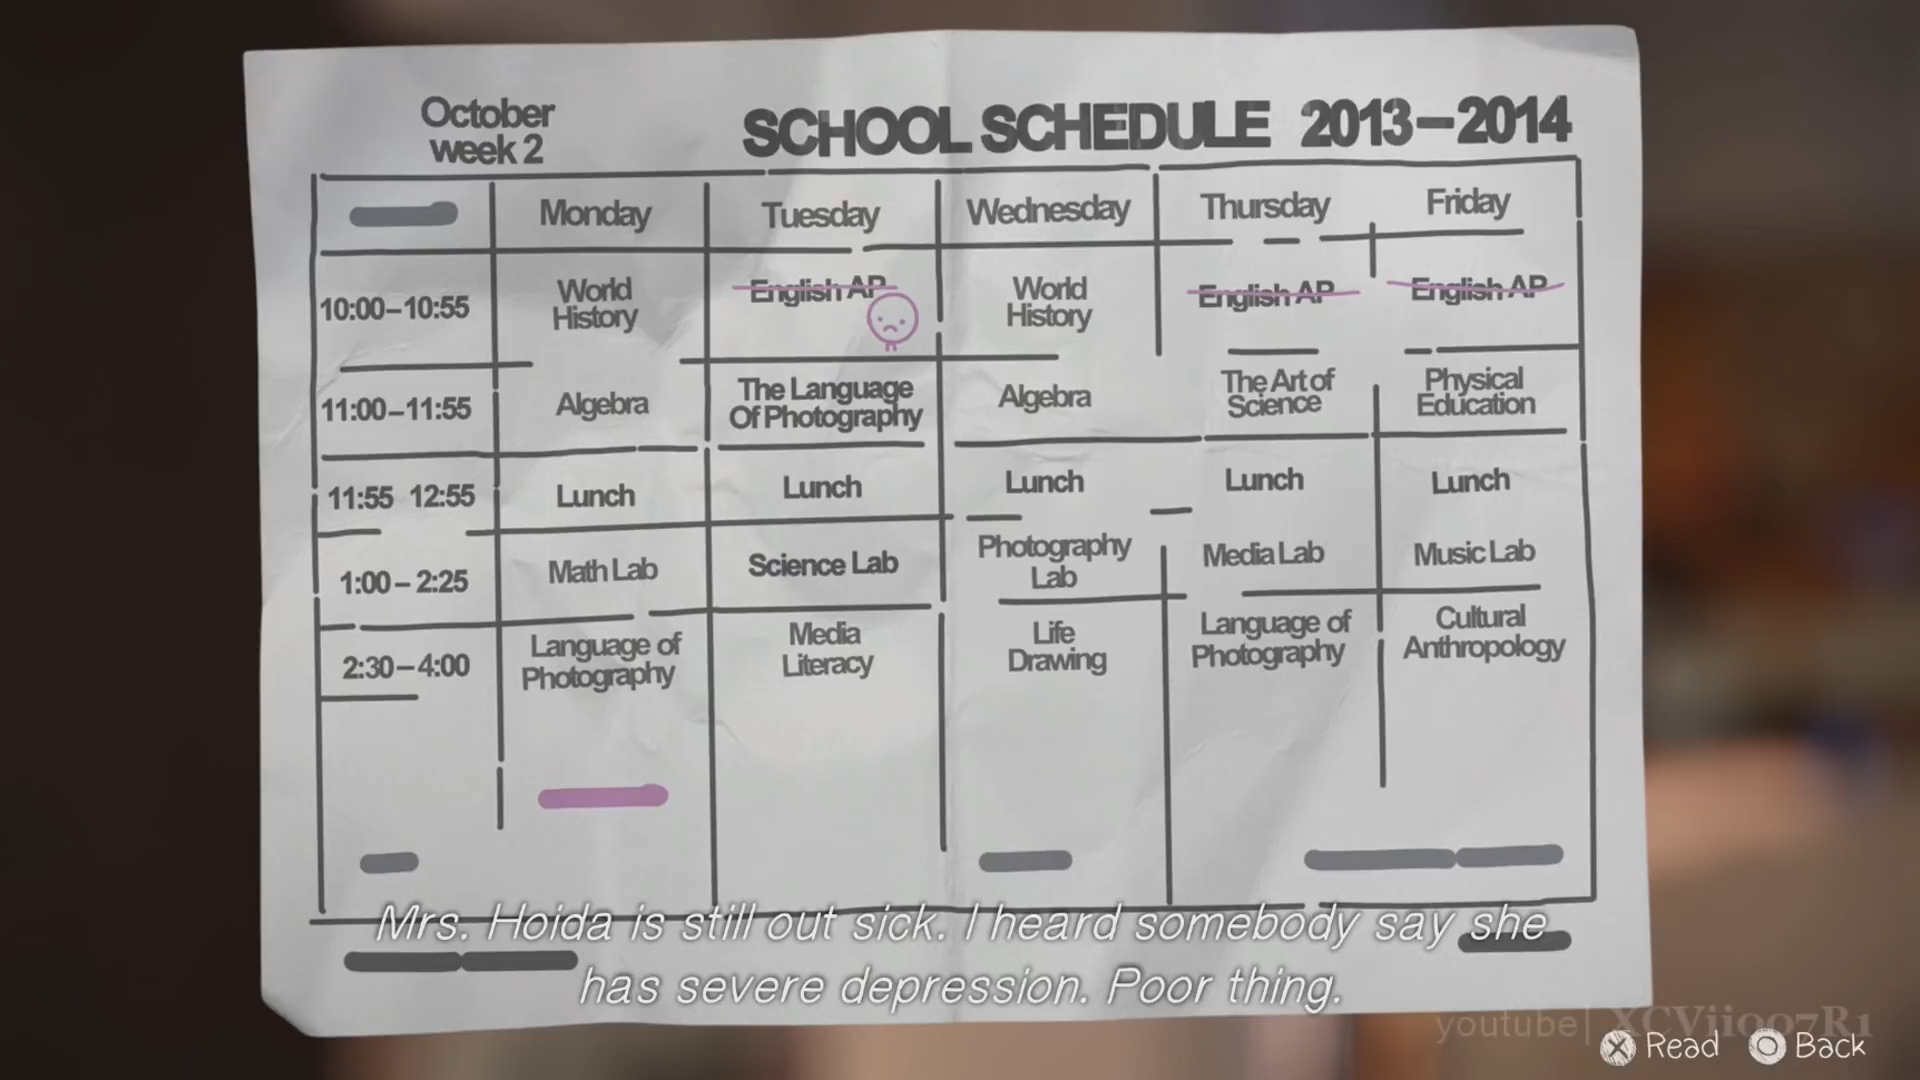 October
week 2
SCHOOL SCHEDULE 2013-2014
Monday Tuesday Wednesday Thursday Friday
10:00-10:55
World
History
English AP
World
History
English AP
English AP
11:00-11:55
Algebra
The Language
Of Photography
Algebra
The Art of
Science
Physical
Education
11:55 12:55
Lunch
Lunch
Lunch
Lunch
Lunch
1:00-2:25
Math Lab
Science Lab
Photography
Lab
Media Lab
Music Lab
2:30-4:00
Language of
Photography
Media
Literacy
Life
Drawing
Language of
Photography
Cultural
Anthropology
Mrs. Hoida is still out sick. I heard somebody say she
has severe depression. Poor thing.
youtube| XCVii007R1
Read Back